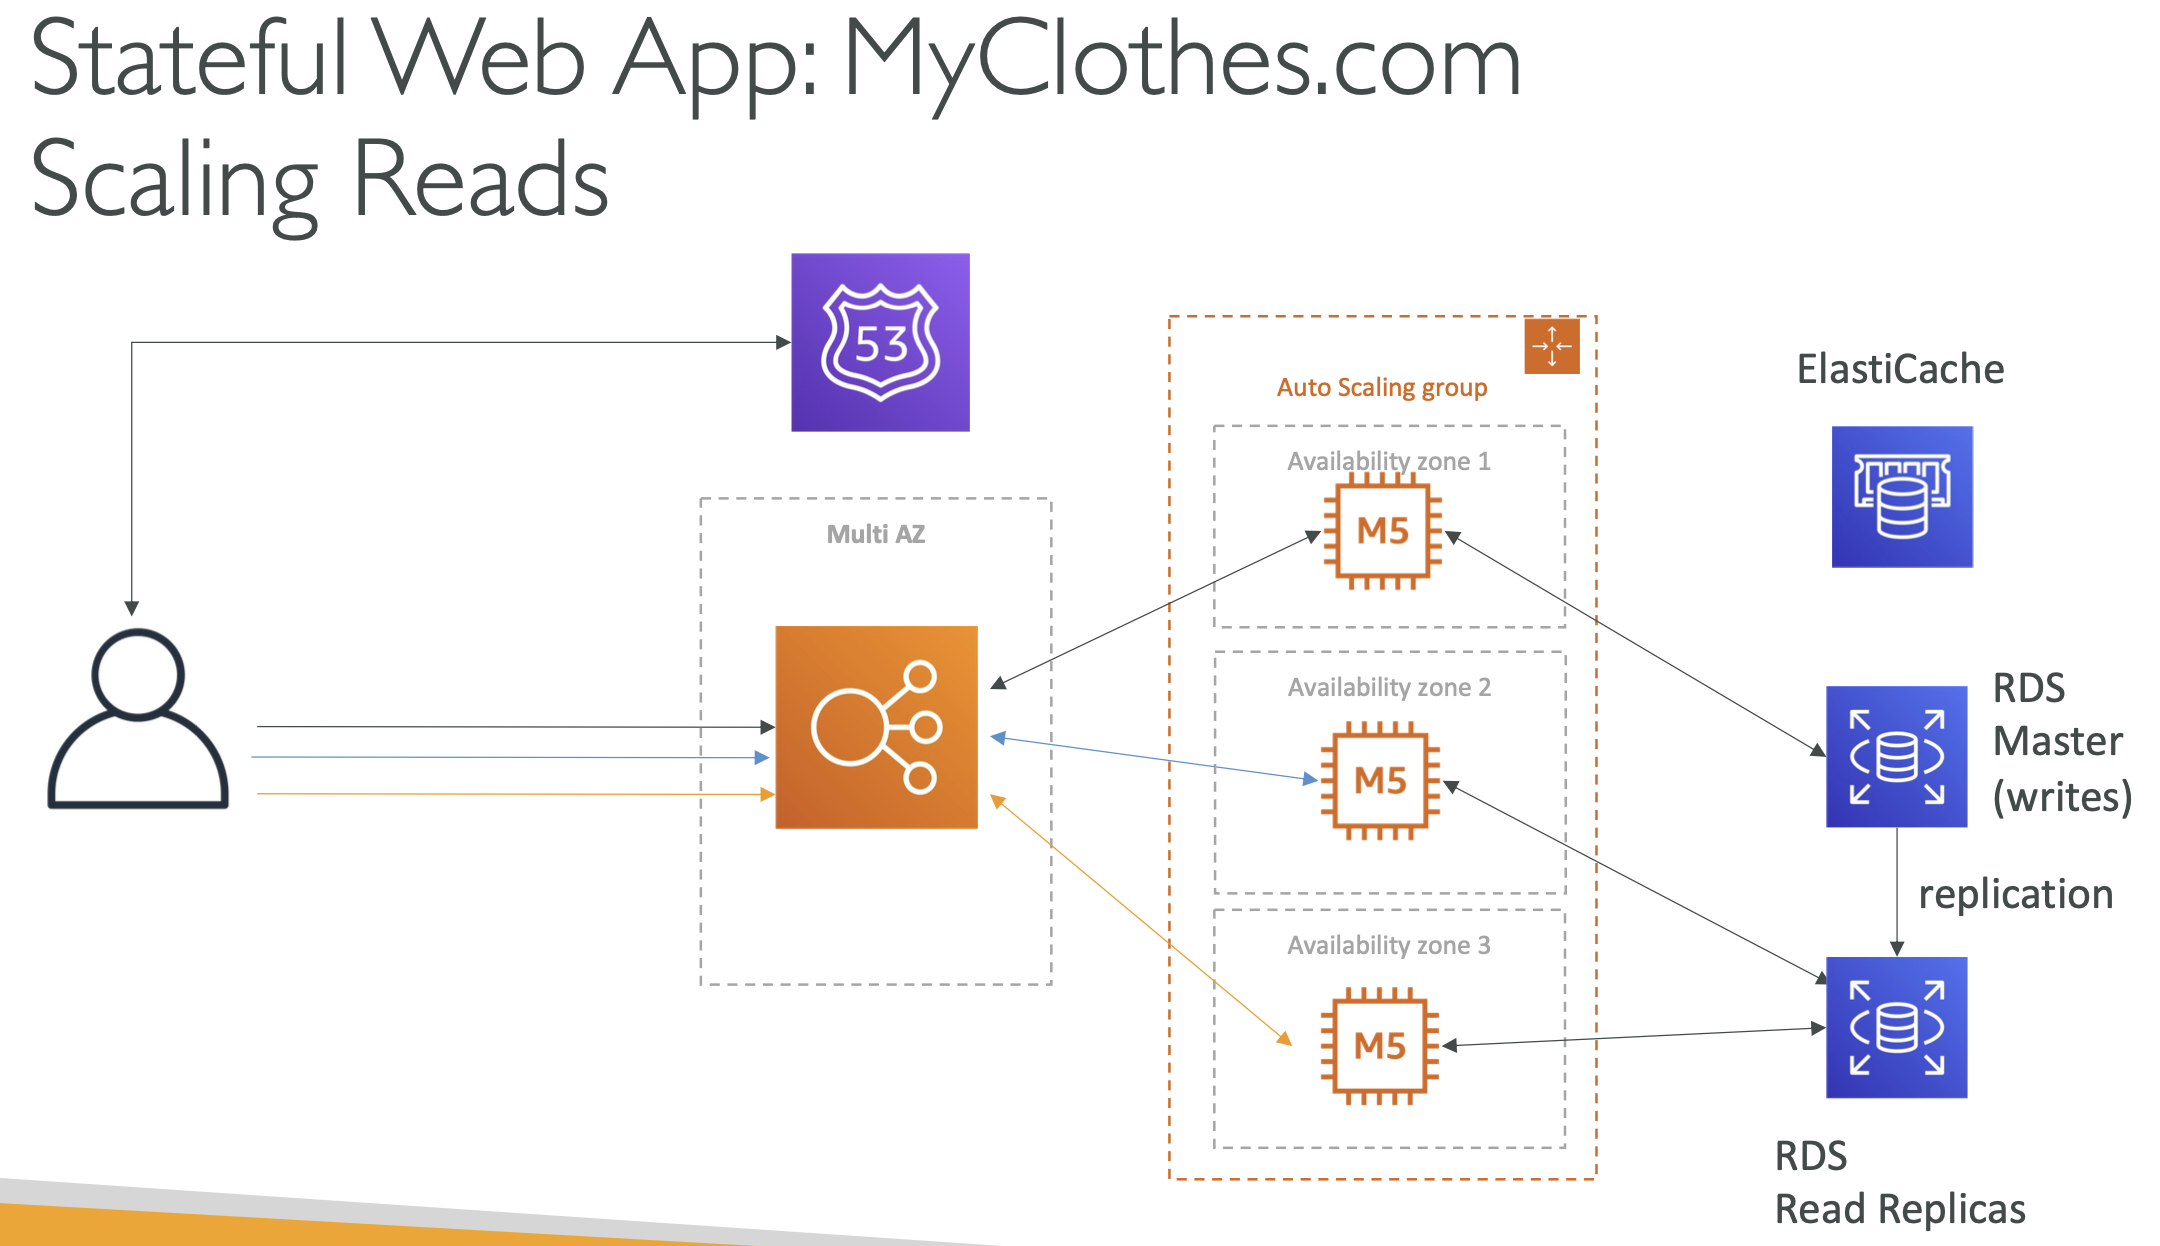 Stateful Web App: MyClothes.com
Scaling Reads
53
Multi AZ
Auto Scaling group
Availability zone 1
M5
Availability zone 2
M5
Availability zone 3
M5
ElastiCache
RDS
Master
(writes)
replication
RDS
Read Replicas